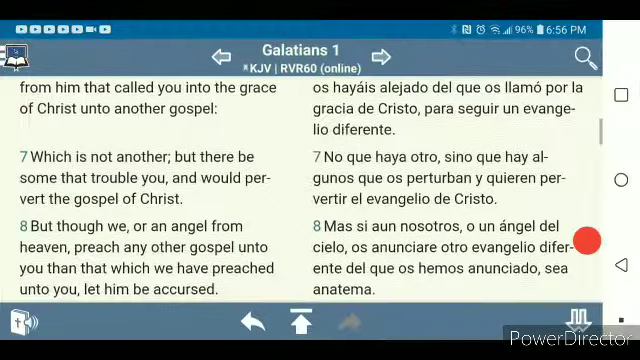 96% 6:56 PM
Galatians 1
*KJV | RVR60 (online)
from him that called you into the grace
of Christ unto another gospel:
7 Which is not another; but there be
some that trouble you, and would per-
vert the gospel of Christ.
8 But though we, or an angel from
heaven, preach any other gospel unto
you than that which we have preached
unto you, let him be accursed.
os hayáis alejado del que os llamó por la
gracia de Cristo, para seguir un evange-
lio diferente.
7 No que haya otro, sino que hay al-
gunos que os perturban y quieren per-
vertir el evangelio de Cristo.
8 Mas si aun nosotros, o un ángel del
cielo, os anunciare otro evangelio difer-
ente del que os hemos anunciado, sea
anatema.
PowerDirector